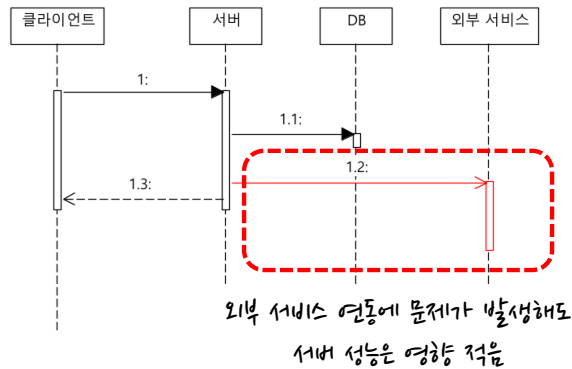 클라이언트
서버
DB
외부 서비스
1:
1.1:
1.2:
1.3:
외부 서비스 연동에 문제가 발생해도
서버 성능은 영향 적음